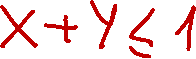 X + Y ≤ 1